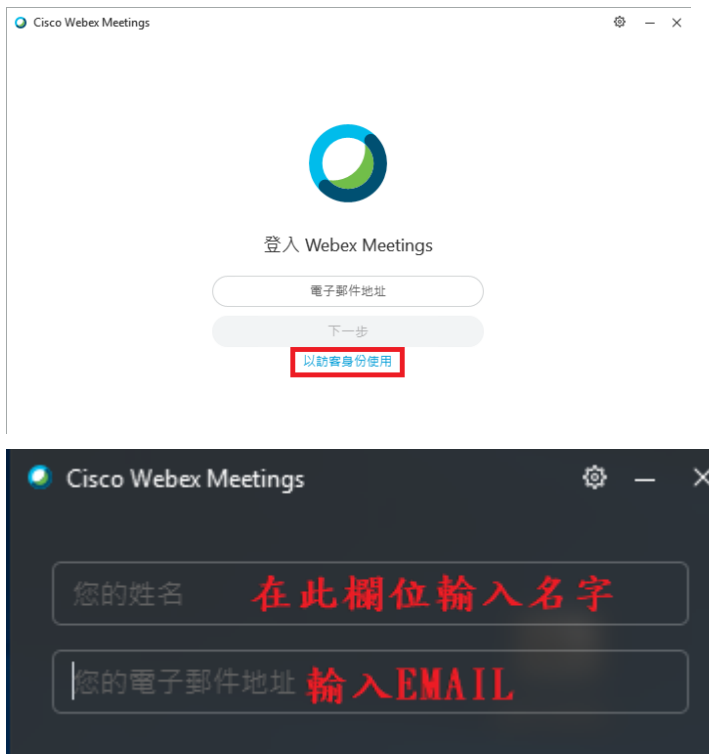 Cisco Webex Meetings
登入 Webex Meetings
電子郵件地址
下一步
以訪客身份使用
Cisco Webex Meetings
您的姓名 在此欄位輸入名字
您的電子郵件地址 輸入EMAIL